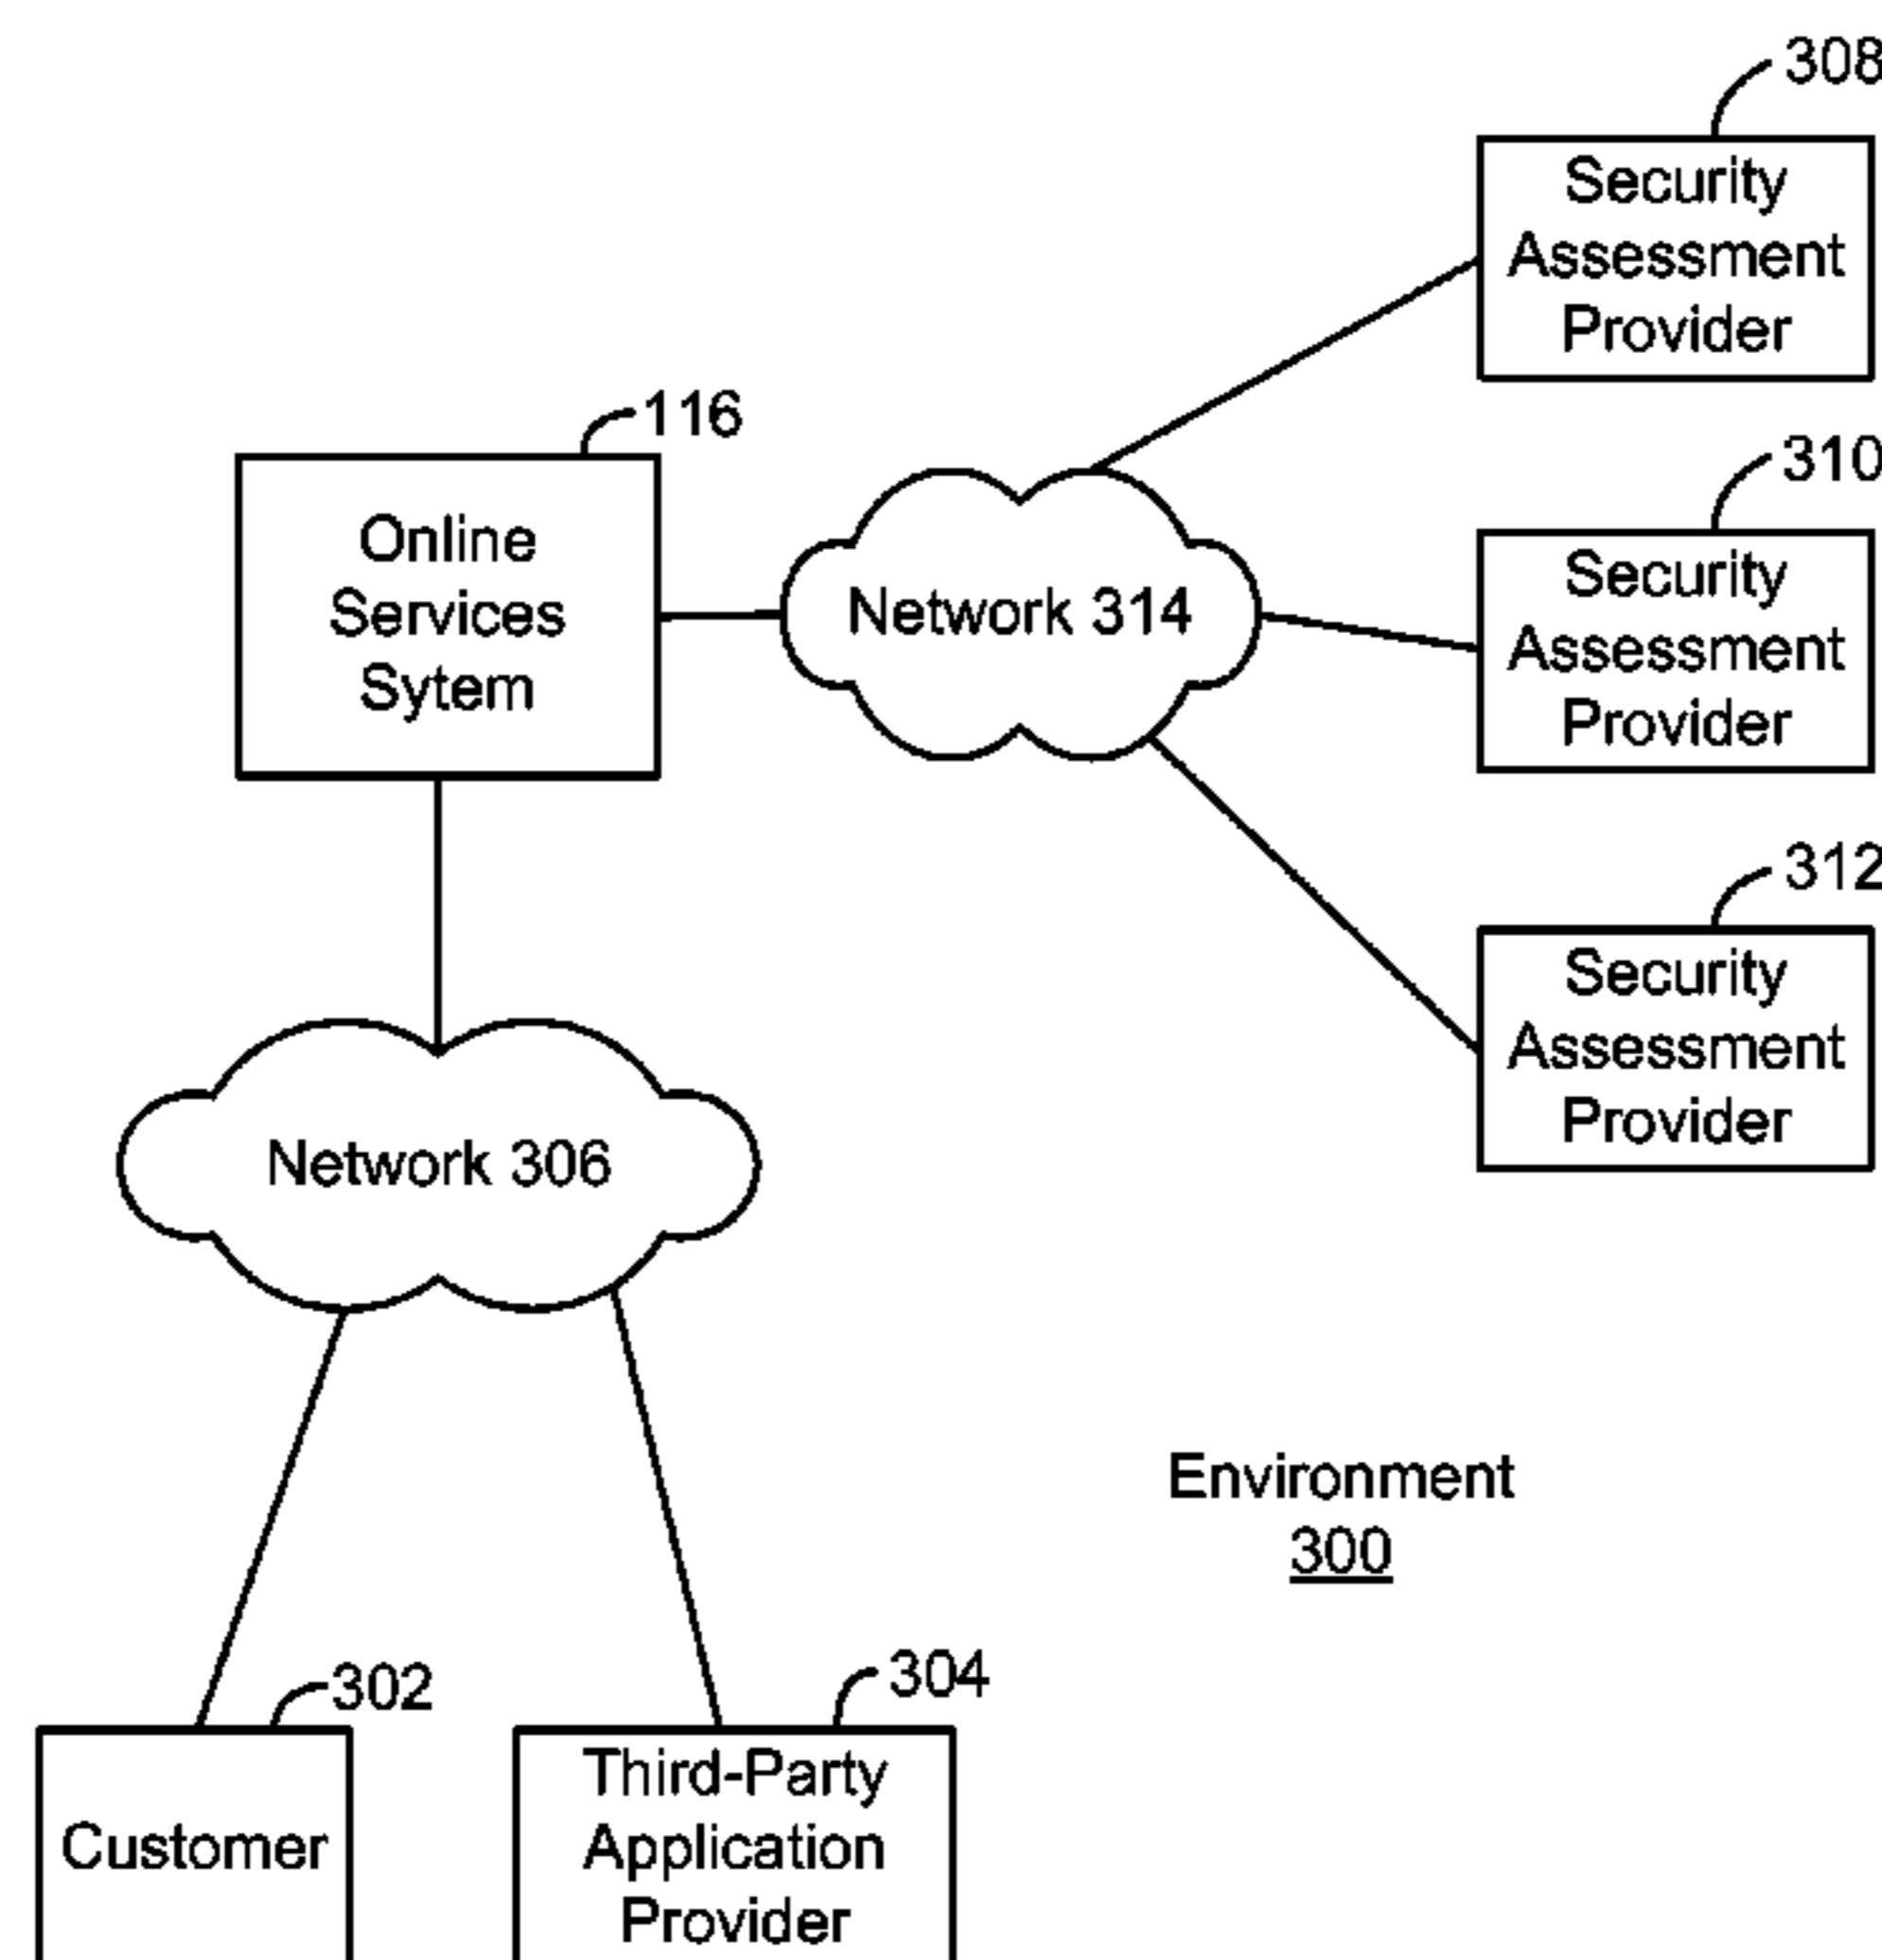 308
Security
Assessment
Provider
116
Online
Services
Sytem
Network 314
310
Security
Assessment
Provider
312
Security
Assessment
Provider
Network 306
Environment
300
302
Customer
304
Third-Party
Application
Provider